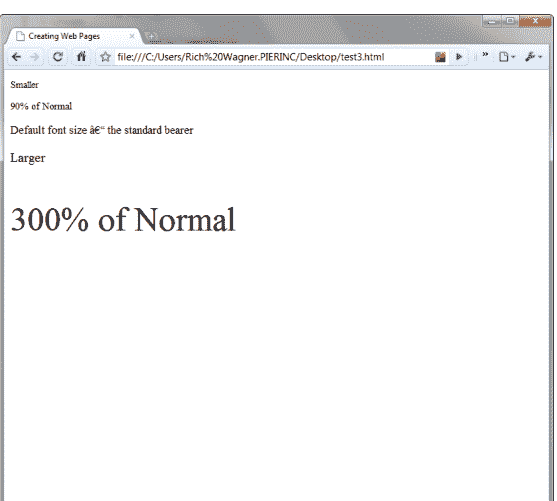 Creating Web Pages
file:///C:/Users/Rich%20Wagner.PIERINC/Desktop/test3.html
Smaller
90% of Normal
Default font size â€“ the standard bearer
Larger
300% of Normal